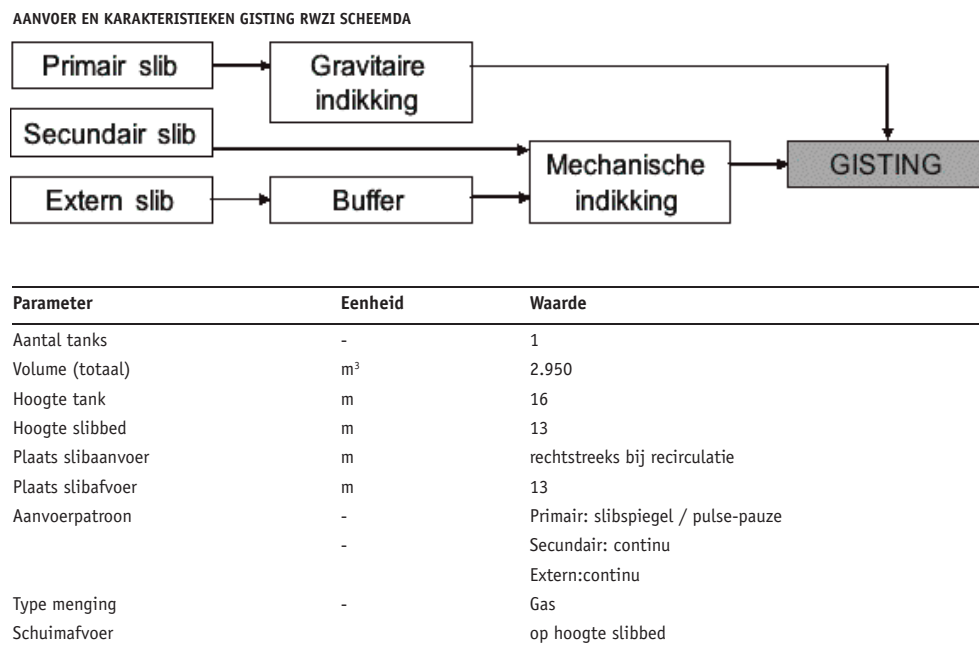 AANVOER EN KARAKTERISTIEKEN GISTING RWZI SCHEEMDA
Primair slib
Gravitaire
indikking
Secundair slib
Mechanische
indikking
GISTING
Extern slib
Buffer
Parameter Eenheid Waarde
Aantal tanks - 1
Volume (totaal) m³ 2.950
Hoogte tank m 16
Hoogte slibbed m 13
Plaats slibaanvoer m rechtstreeks bij recirculatie
Plaats slibafvoer m 13
Aanvoerpatroon - Primair: slibspiegel / pulse-pauze
- Secundair: continu
Extern:continu
Type menging - Gas
Schuimafvoer op hoogte slibbed